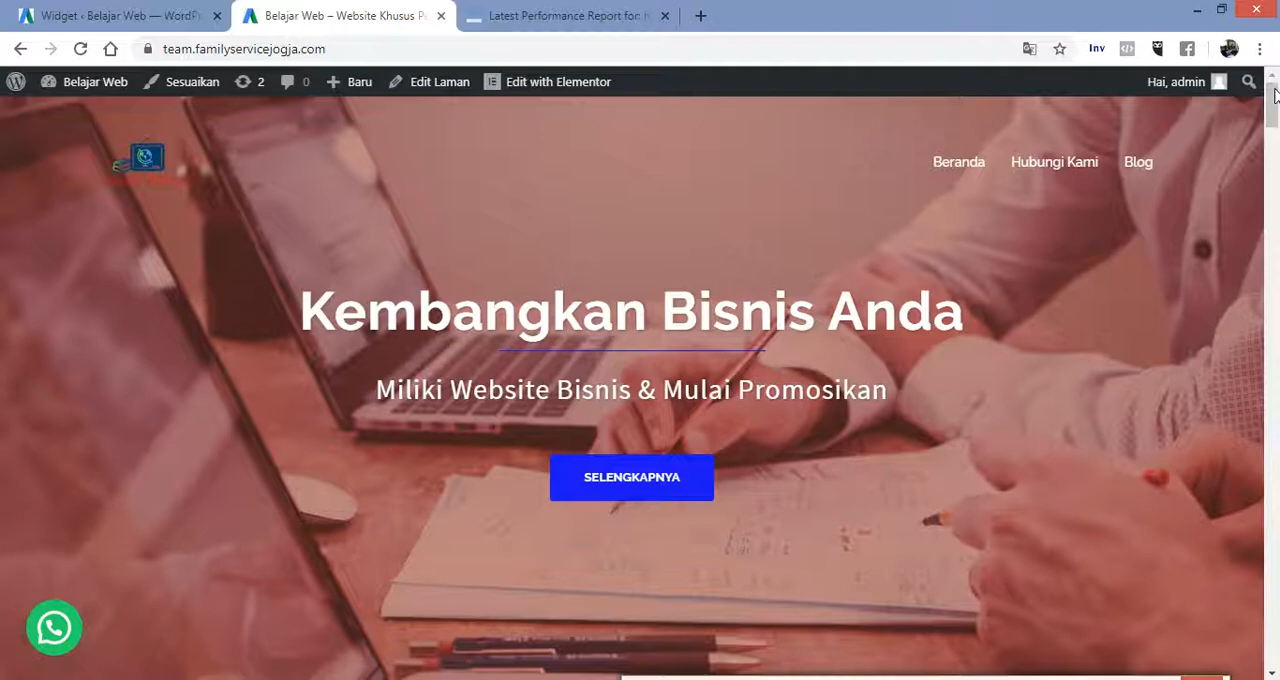 Widget ‹ Belajar Web — WordPr
Belajar Web – Website Khusus Pe
Latest Performance Report for: h
team.familyservicejogja.com
Inv
Belajar Web
Sesuaikan
2
0
Baru
Edit Laman
Edit with Elementor
Hai, admin
Beranda
Hubungi Kami
Blog
Kembangkan Bisnis Anda
Miliki Website Bisnis & Mulai Promosikan
SELENGKAPNYA